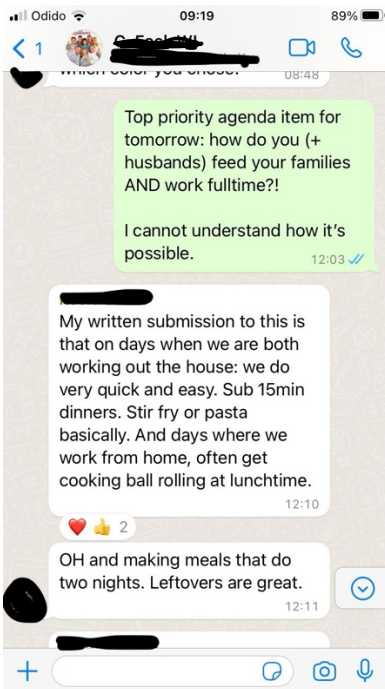 Odido
09:19
89%
1
08:48
Top priority agenda item for
tomorrow: how do you (+
husbands) feed your families
AND work fulltime?!
I cannot understand how it's
possible.
12:03
My written submission to this is
that on days when we are both
working out the house: we do
very quick and easy. Sub 15min
dinners. Stir fry or pasta
basically. And days where we
work from home, often get
cooking ball rolling at lunchtime.
12:10
2
OH and making meals that do
two nights. Leftovers are great.
12:11